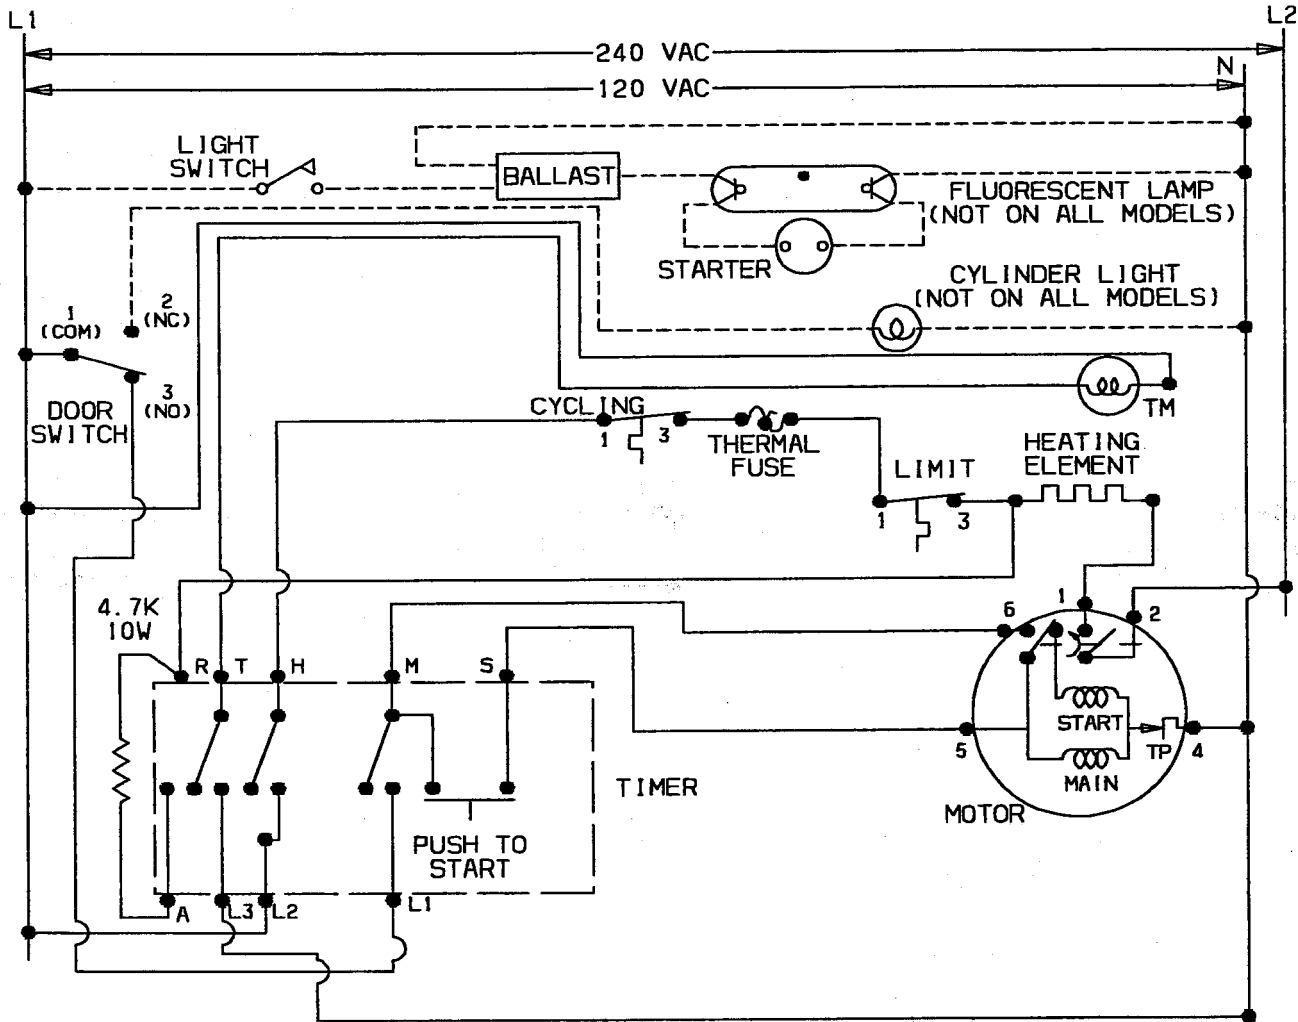 L1
L2
240 VAC
N
120 VAC
LIGHT
SWITCH
BALLAST
FLUORESCENT LAMP
(NOT ON ALL MODELS)
STARTER
CYLINDER LIGHT
(NOT ON ALL MODELS)
1
(COM)
2
(NC)
3
(NO)
DOOR
SWITCH
TM
CYCLING
1
3
THERMAL
FUSE
LIMIT
1
3
HEATING
ELEMENT
4.7K
10W
R
T
H
M
S
6
1
2
START
5
TP
4
MAIN
MOTOR
TIMER
PUSH TO
START
A
L3
L2
L1